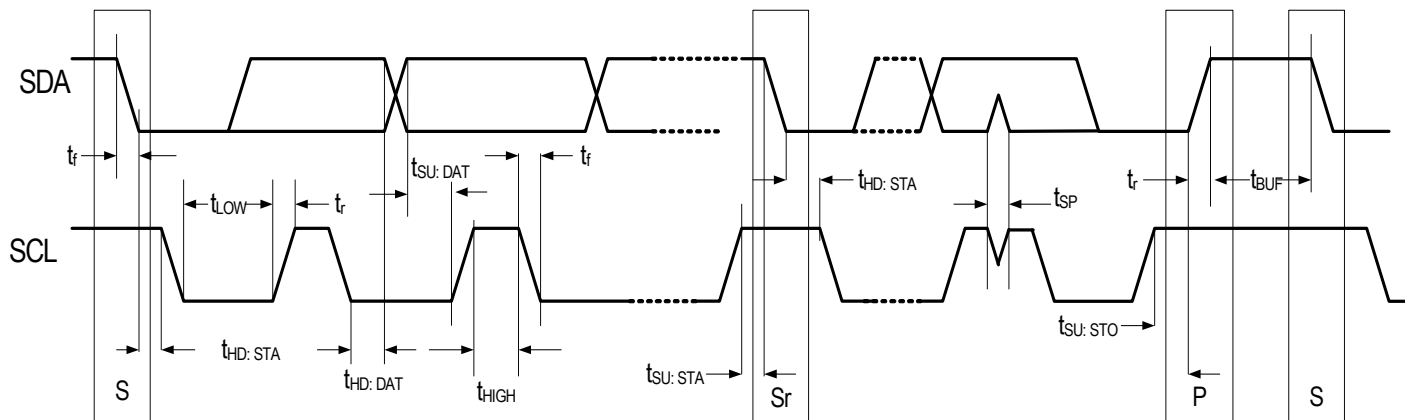 SDA
tf
tSU: DAT
tf
tHD: STA
tr
tBUF
tLOW
tr
tSP
SCL
tSU: STO
tHD: STA
tHD: DAT
tHIGH
tSU: STA
S
Sr
P
S